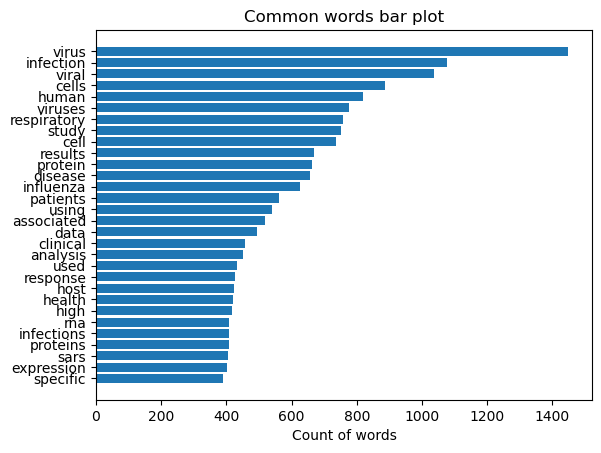 Common words bar plot
virus
infection
viral
cells
human
viruses
respiratory
study
cell
results
protein
disease
influenza
patients
using
associated
data
clinical
analysis
used
response
host
health
high
rna
infections
proteins
sars
expression
specific
0 200 400 600 800 1000 1200 1400
Count of words